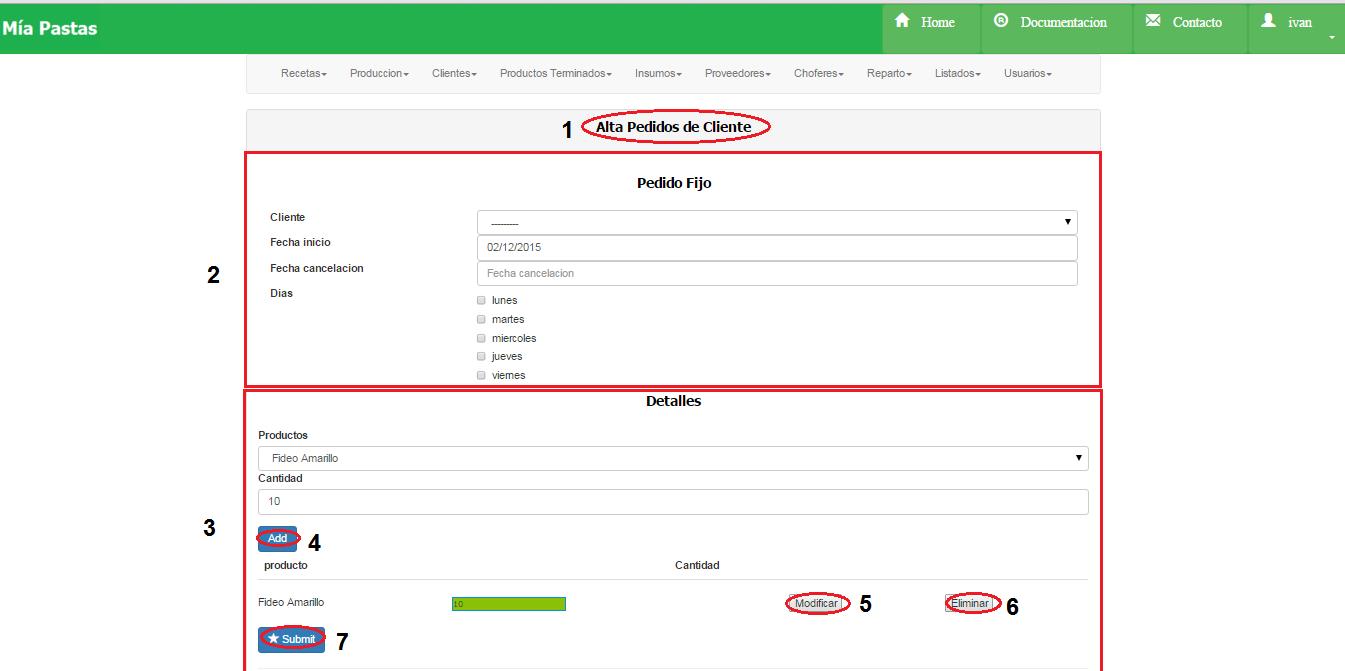 Mía Pastas
Home Documentacion Contacto ivan
Recetas Produccion Clientes Productos Terminados Insumos Proveedores Choferes Reparto Listados Usuarios
1 Alta Pedidos de Cliente
Pedido Fijo
Cliente ---------
Fecha inicio 02/12/2015
2 Fecha cancelacion Fecha cancelacion
Dias
lunes
martes
miercoles
jueves
viernes
Detalles
Productos
Fideo Amarillo
Cantidad
10
3
Add 4
producto Cantidad
Fideo Amarillo 10 Modificar 5 Eliminar 6
Submit 7